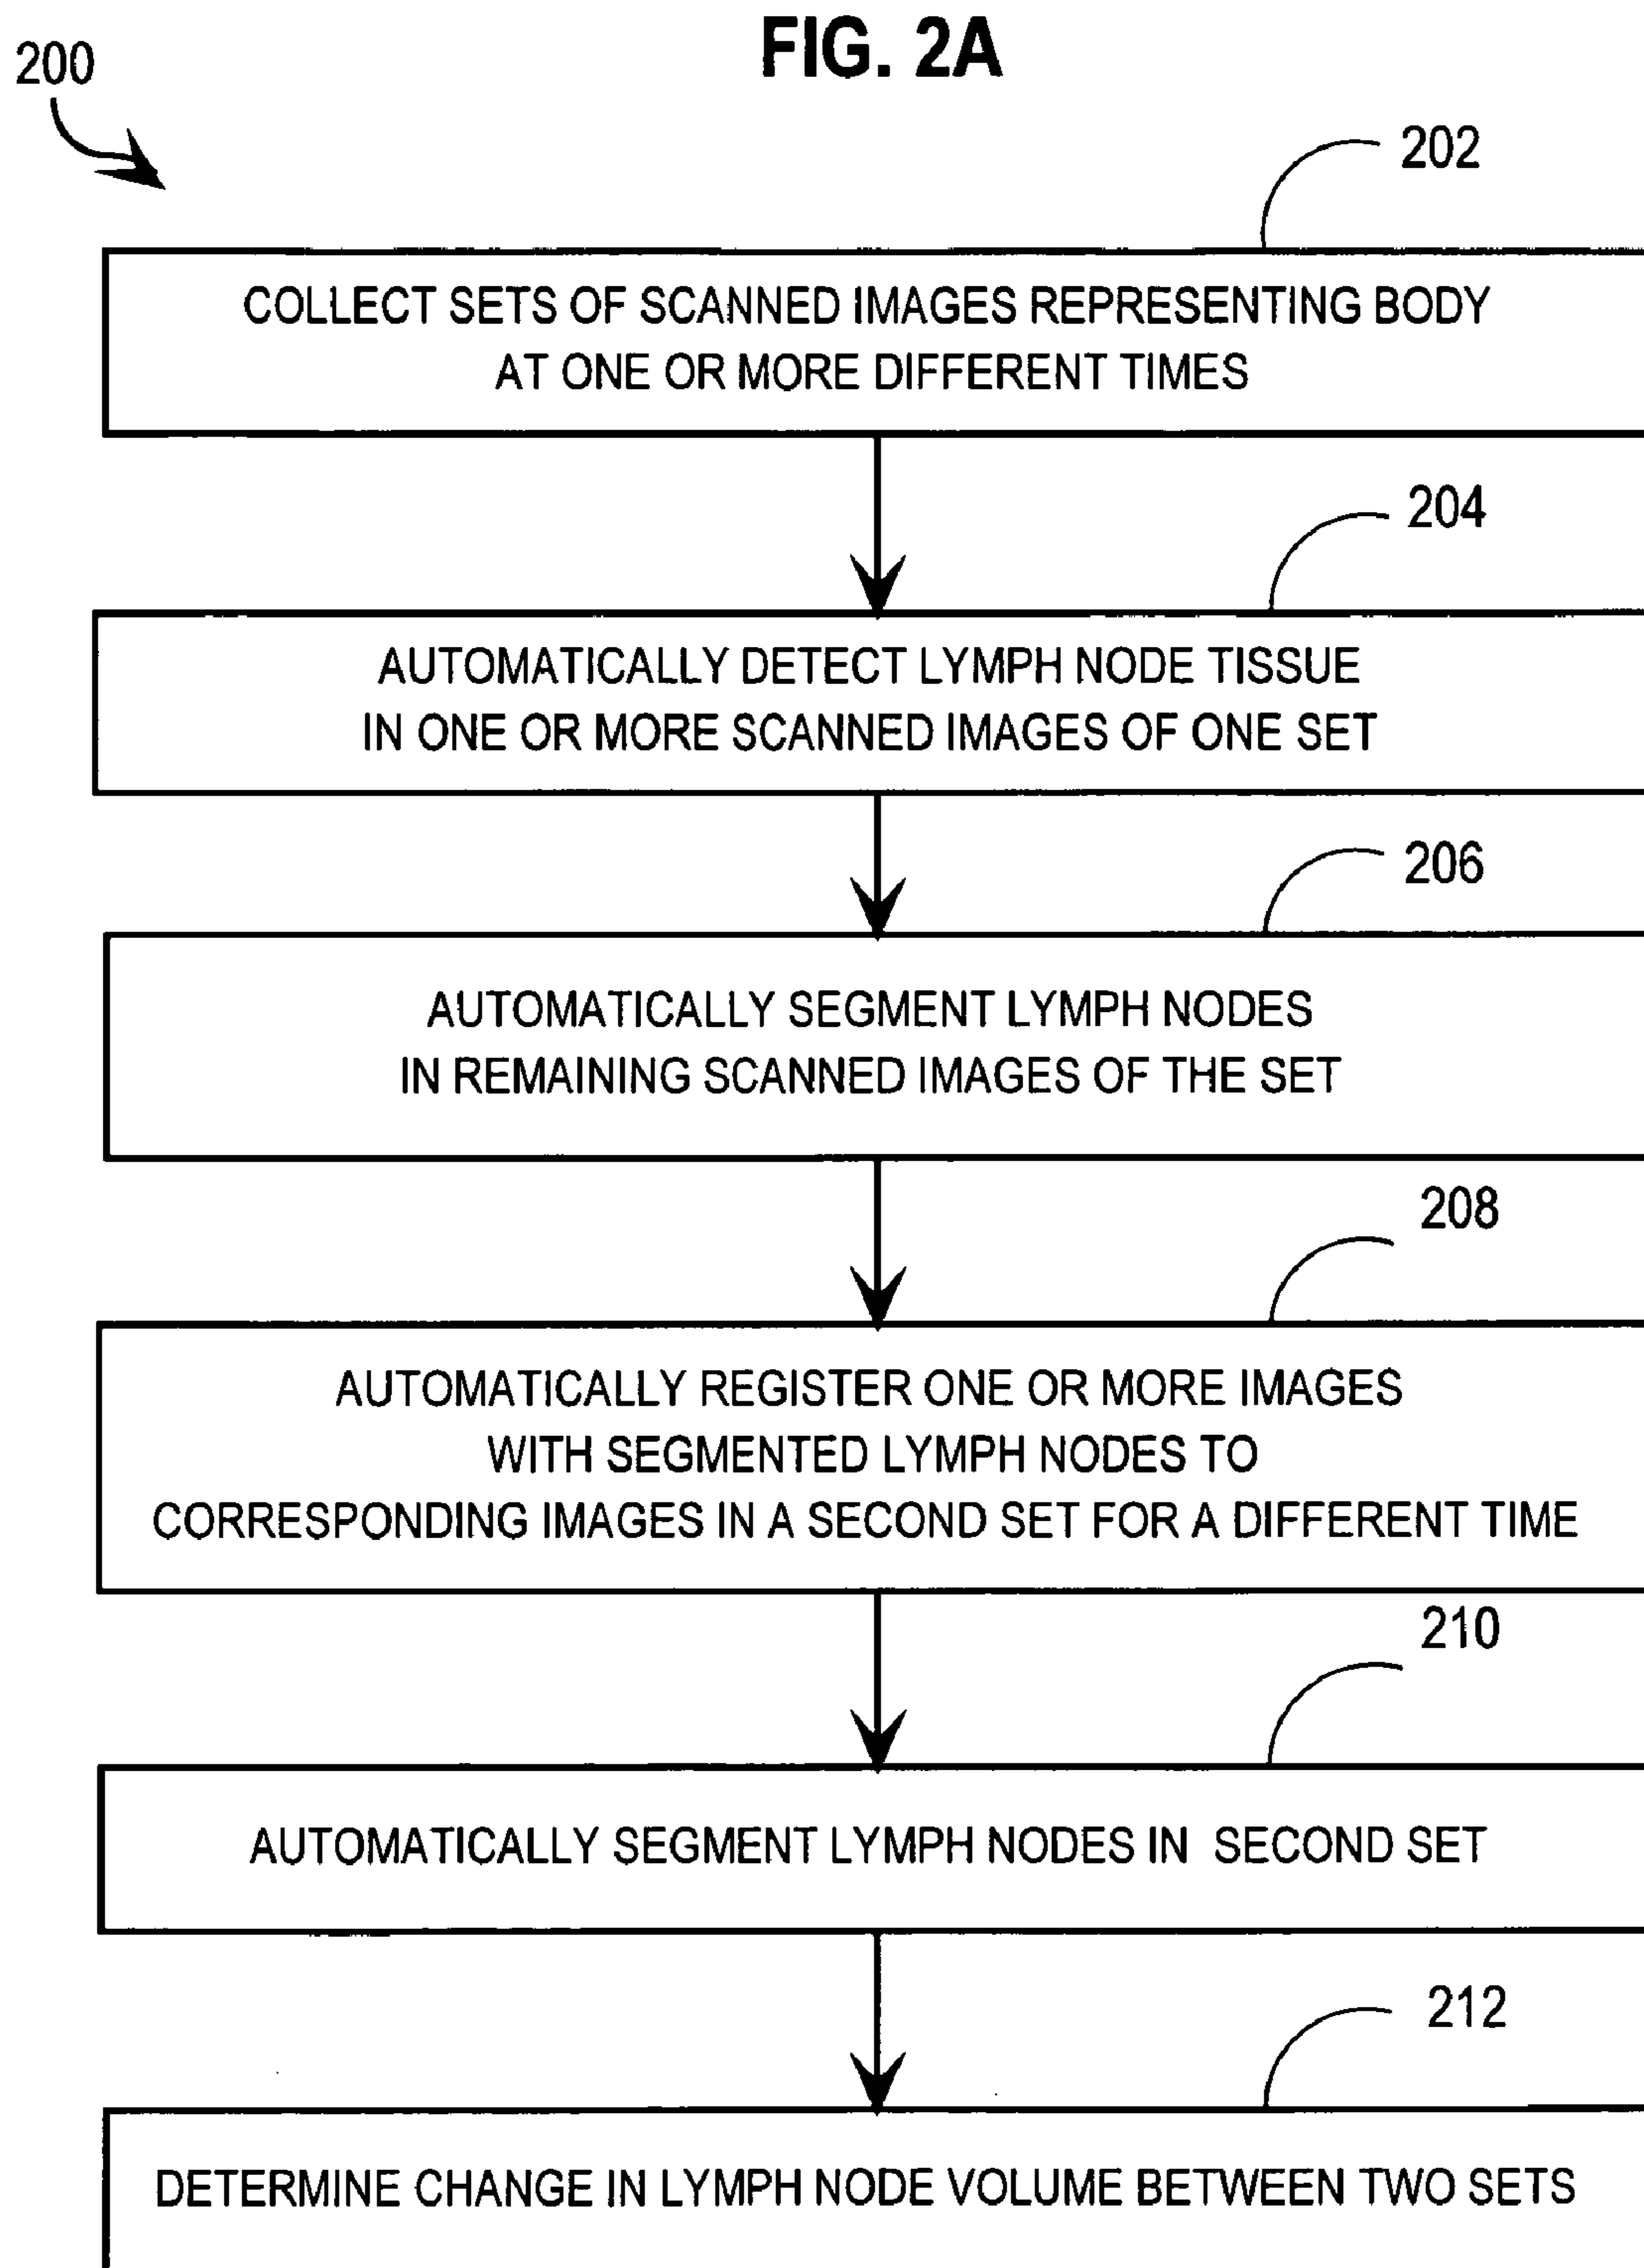 FIG. 2A
200
202
COLLECT SETS OF SCANNED IMAGES REPRESENTING BODY
AT ONE OR MORE DIFFERENT TIMES
204
AUTOMATICALLY DETECT LYMPH NODE TISSUE
IN ONE OR MORE SCANNED IMAGES OF ONE SET
206
AUTOMATICALLY SEGMENT LYMPH NODES
IN REMAINING SCANNED IMAGES OF THE SET
208
AUTOMATICALLY REGISTER ONE OR MORE IMAGES
WITH SEGMENTED LYMPH NODES TO
CORRESPONDING IMAGES IN A SECOND SET FOR A DIFFERENT TIME
210
AUTOMATICALLY SEGMENT LYMPH NODES IN SECOND SET
212
DETERMINE CHANGE IN LYMPH NODE VOLUME BETWEEN TWO SETS